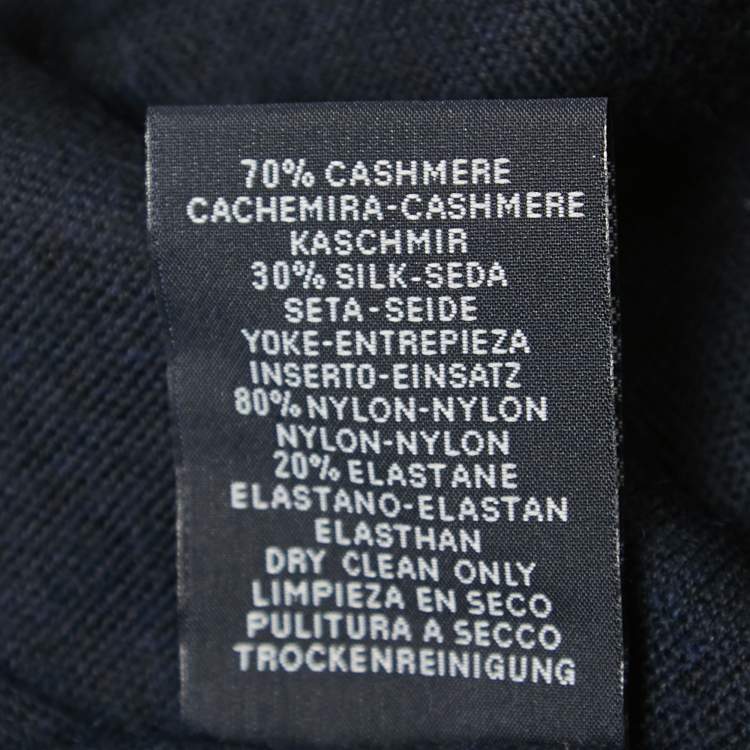 70% CASHMERE
CACHEMIRA-CASHMERE
KASCHMIR
30% SILK-SEDA
SETA-SEIDE
YOKE-ENTREPIEZA
INSERTO-EINSATZ
80% NYLON-NYLON
NYLON-NYLON
20% ELASTANE
ELASTANO-ELASTAN
ELASTHAN
DRY CLEAN ONLY
LIMPIEZA EN SECO
PULITURA A SECCO
TROCKENREINIGUNG